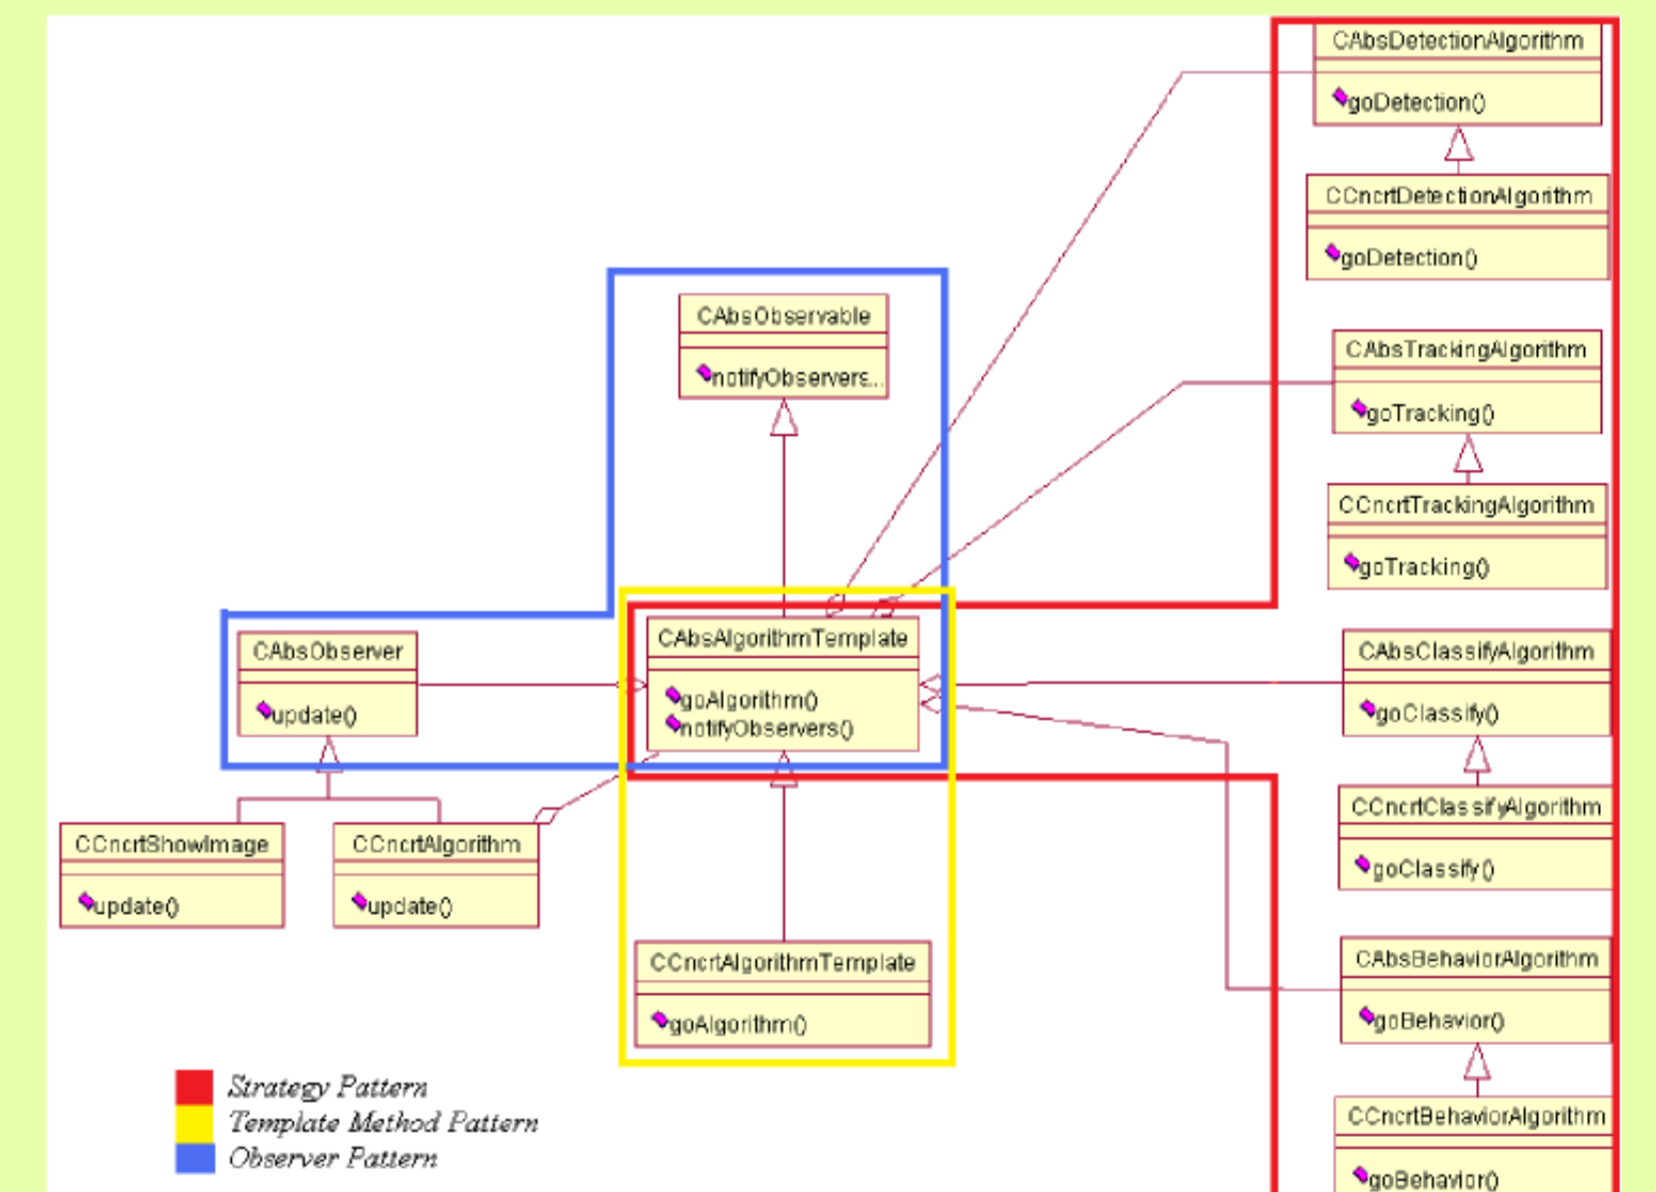 CAbsDetectionAlgorithm
goDetection()
CCncrtDetectionAlgorithm
goDetection()
CAbsObservable
notifyObservers...
CAbsTrackingAlgorithm
goTracking()
CCncrtTrackingAlgorithm
goTracking()
CAbsObserver
update()
CAbsAlgorithmTemplate
goAlgorithm()
notifyObservers()
CAbsClassifyAlgorithm
goClassify()
CCncrtShowImage
update()
CCncrtAlgorithm
update()
CCncrtClassifyAlgorithm
goClassify()
CCncrtAlgorithmTemplate
goAlgorithm()
CAbsBehaviorAlgorithm
goBehavior()
CCncrtBehaviorAlgorithm
goBehavior()
Strategy Pattern
Template Method Pattern
Observer Pattern